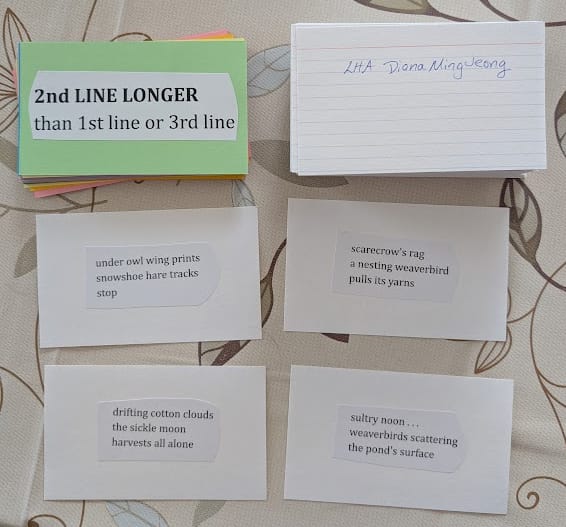 2nd LINE LONGER
than 1st line or 3rd line
LHA Diana Ming Jeong
under owl wing prints
snowshoe hare tracks
stop
scarecrow's rag
a nesting weaverbird
pulls its yarns
drifting cotton clouds
the sickle moon
harvests all alone
sultry noon . . .
weaverbirds scattering
the pond's surface